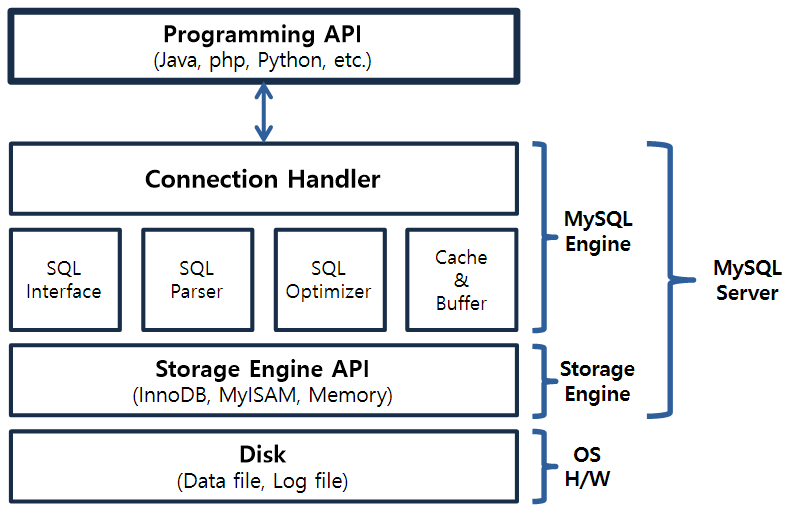 Programming API
(Java, php, Python, etc.)
Connection Handler
SQL
Interface
SQL
Parser
SQL
Optimizer
Cache
&
Buffer
MySQL
Engine
MySQL
Server
Storage Engine API
(InnoDB, MyISAM, Memory)
Storage
Engine
Disk
(Data file, Log file)
OS
H/W